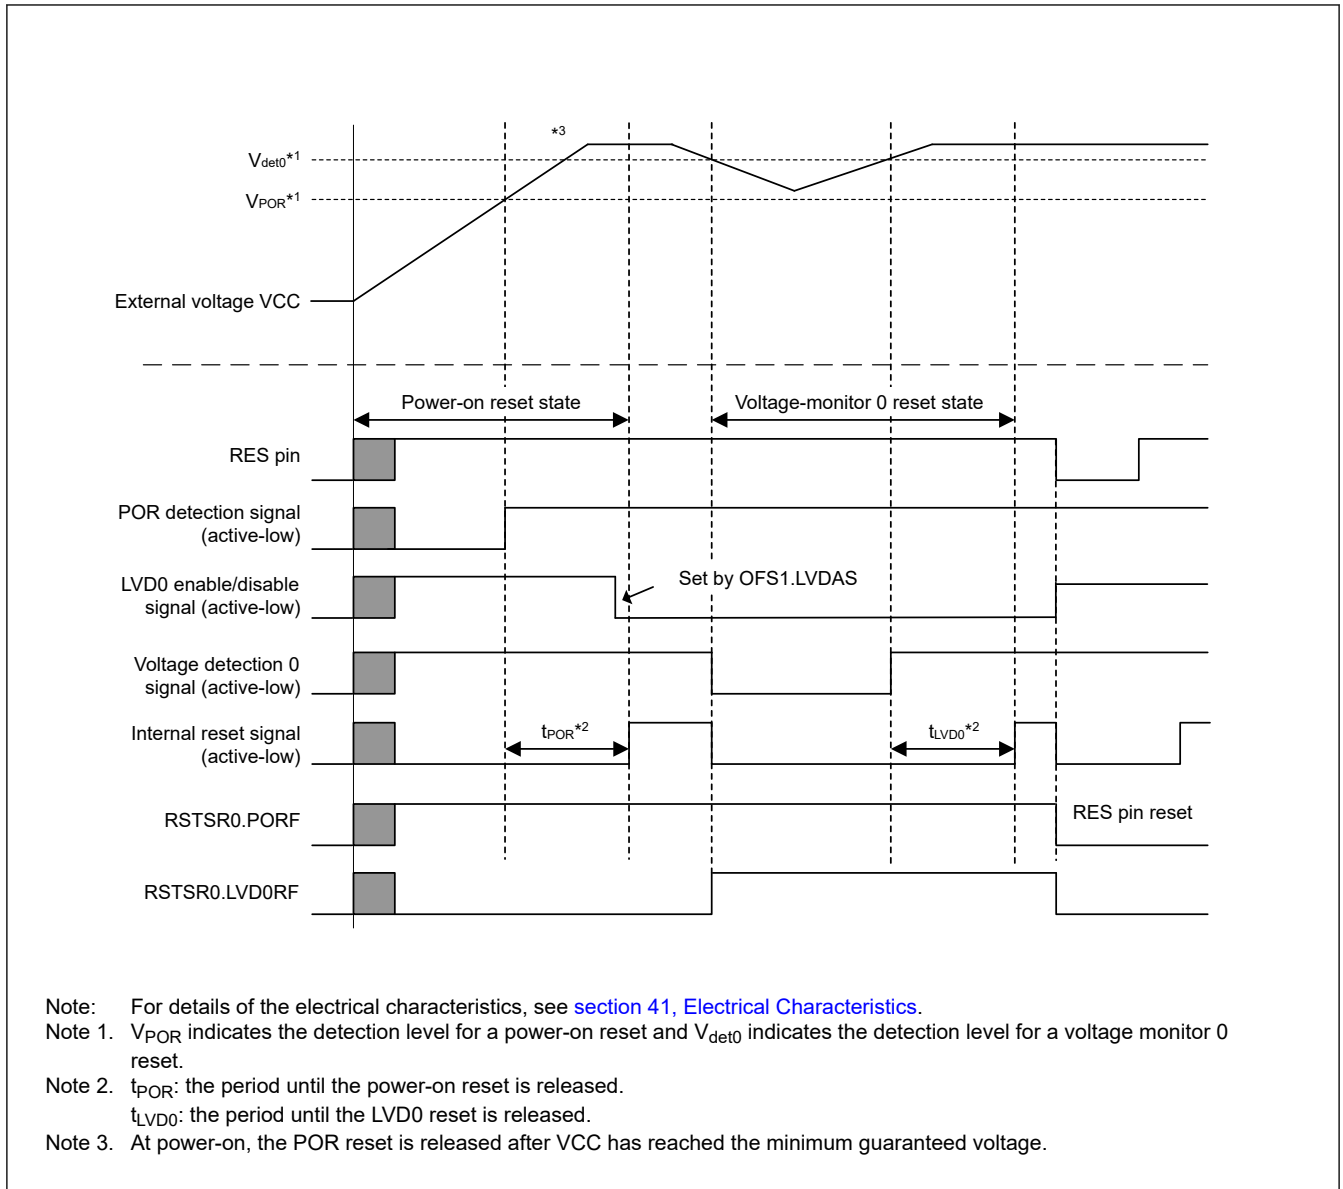 *3
Vdet0*1
VPOR*1
External voltage VCC
Power-on reset state
Voltage-monitor 0 reset state
RES pin
POR detection signal
(active-low)
LVD0 enable/disable
signal (active-low)
Set by OFS1.LVDAS
Voltage detection 0
signal (active-low)
Internal reset signal
(active-low)
tPOR*2
tLVD0*2
RSTSR0.PORF
RES pin reset
RSTSR0.LVD0RF
Note: For details of the electrical characteristics, see section 41, Electrical Characteristics.
Note 1. VPOR indicates the detection level for a power-on reset and Vdet0 indicates the detection level for a voltage monitor 0
reset.
Note 2. tPOR: the period until the power-on reset is released.
tLVD0: the period until the LVD0 reset is released.
Note 3. At power-on, the POR reset is released after VCC has reached the minimum guaranteed voltage.